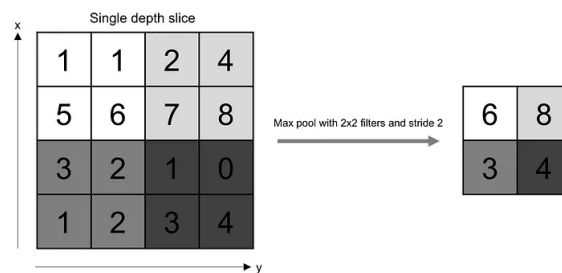 Single depth slice
x
1 1 2 4
5 6 7 8
3 2 1 0
1 2 3 4
y
Max pool with 2x2 filters and stride 2
6 8
3 4